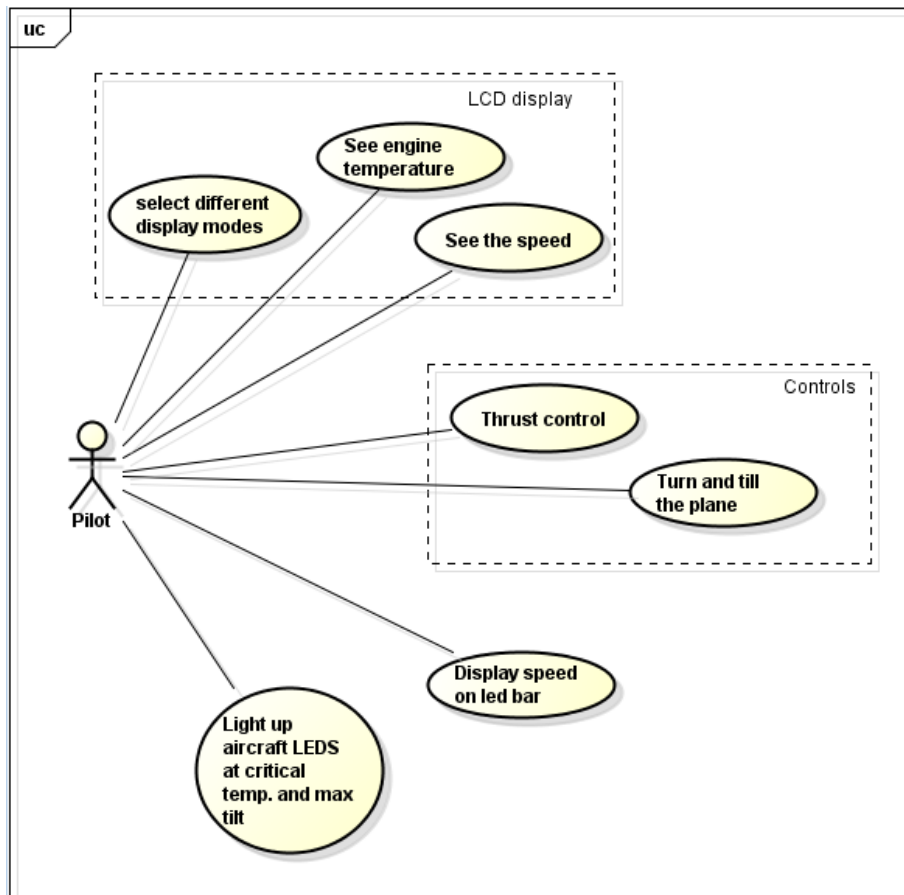 uc
LCD display
See engine
temperature
select different
display modes
See the speed
Controls
Thrust control
Turn and till
the plane
Pilot
Display speed
on led bar
Light up
aircraft LEDS
at critical
temp. and max
tilt